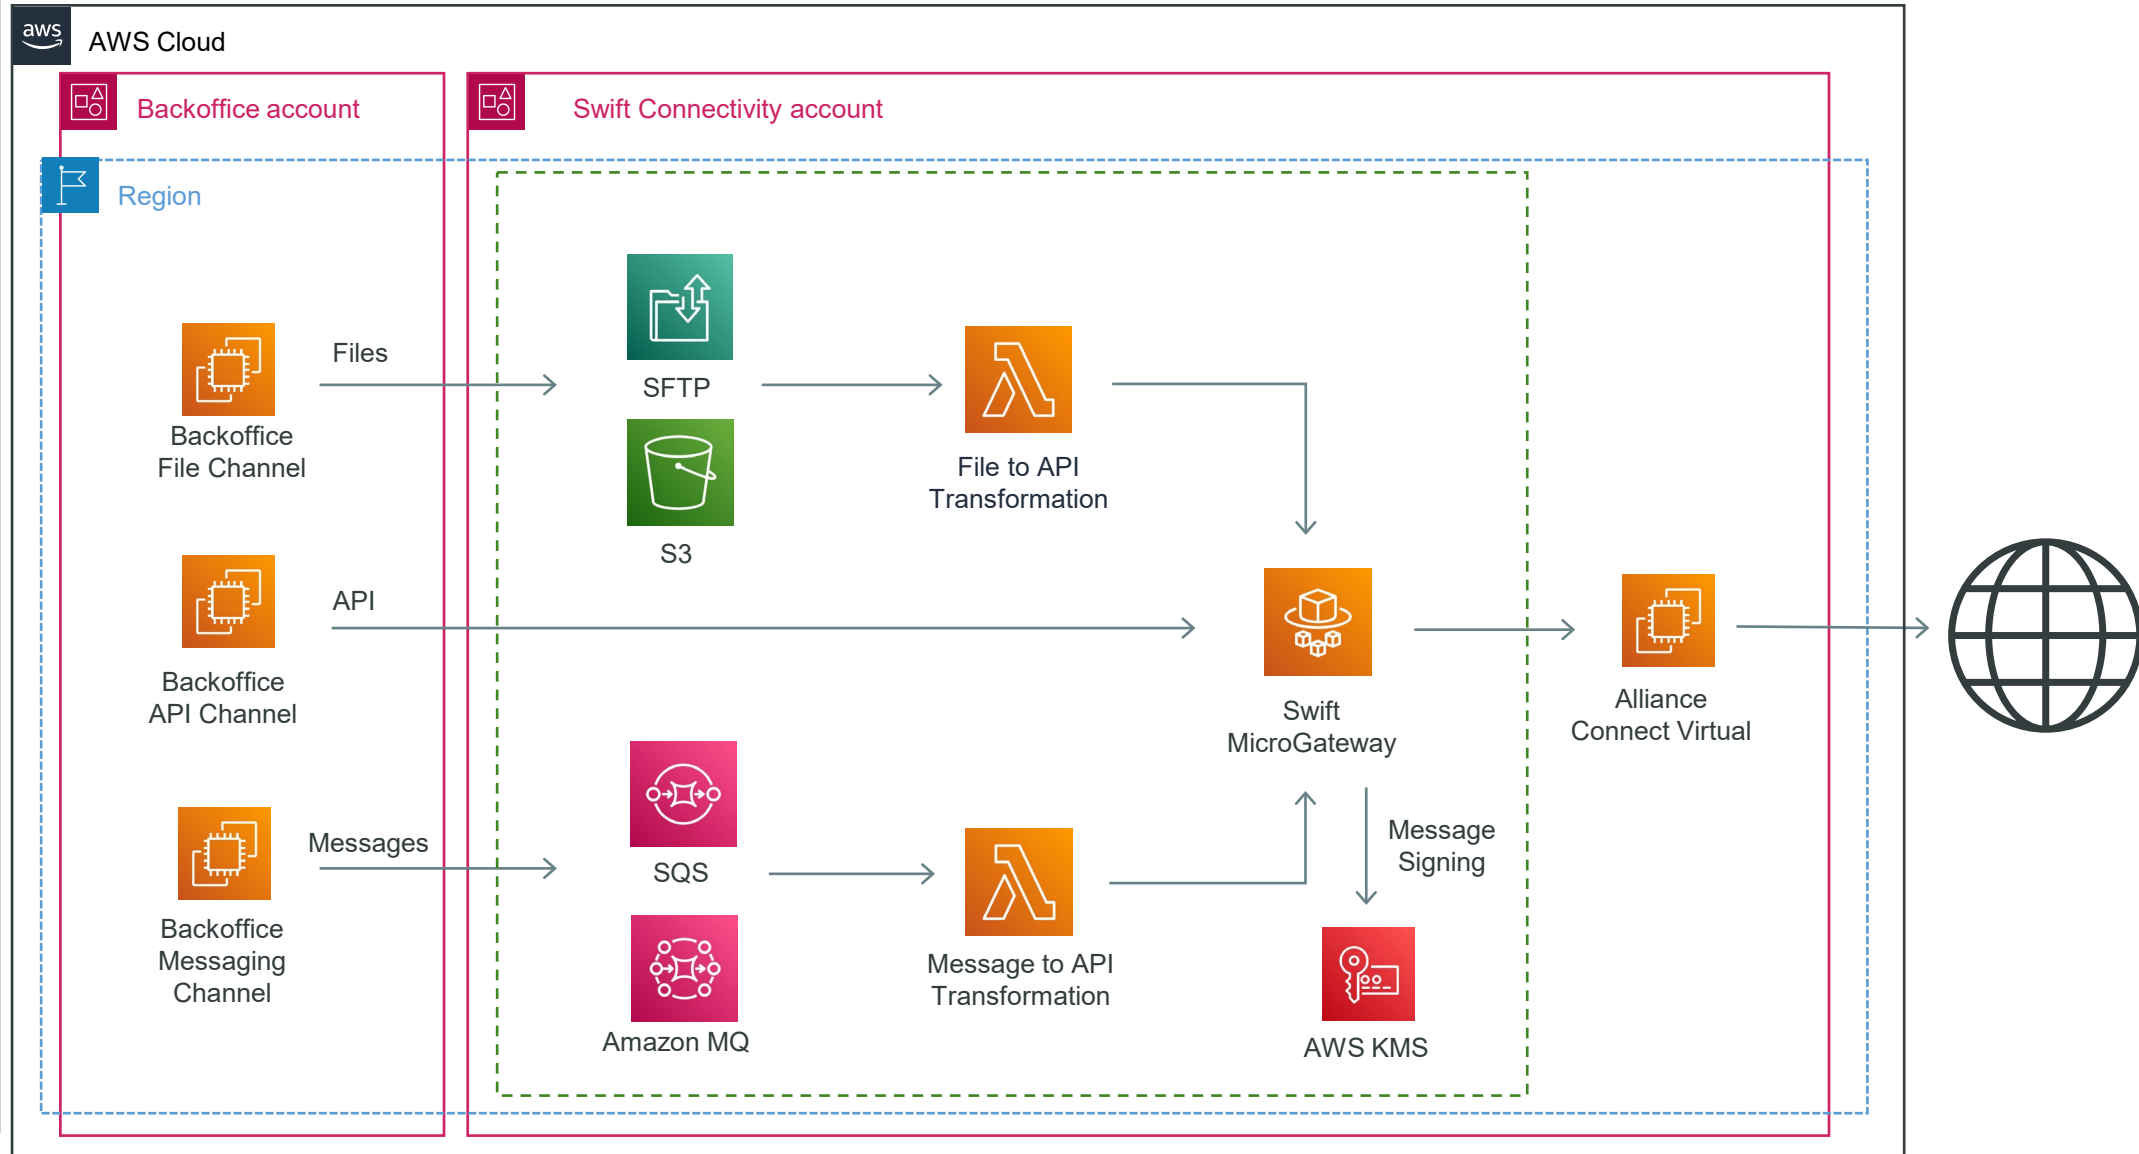 aws
AWS Cloud
Backoffice account
Swift Connectivity account
Region
Files
SFTP
Backoffice
File Channel
File to API
Transformation
S3
API
Backoffice
API Channel
Swift
MicroGateway
Alliance
Connect Virtual
Messages
SQS
Message
Signing
Backoffice
Messaging
Channel
Message to API
Transformation
Amazon MQ
AWS KMS